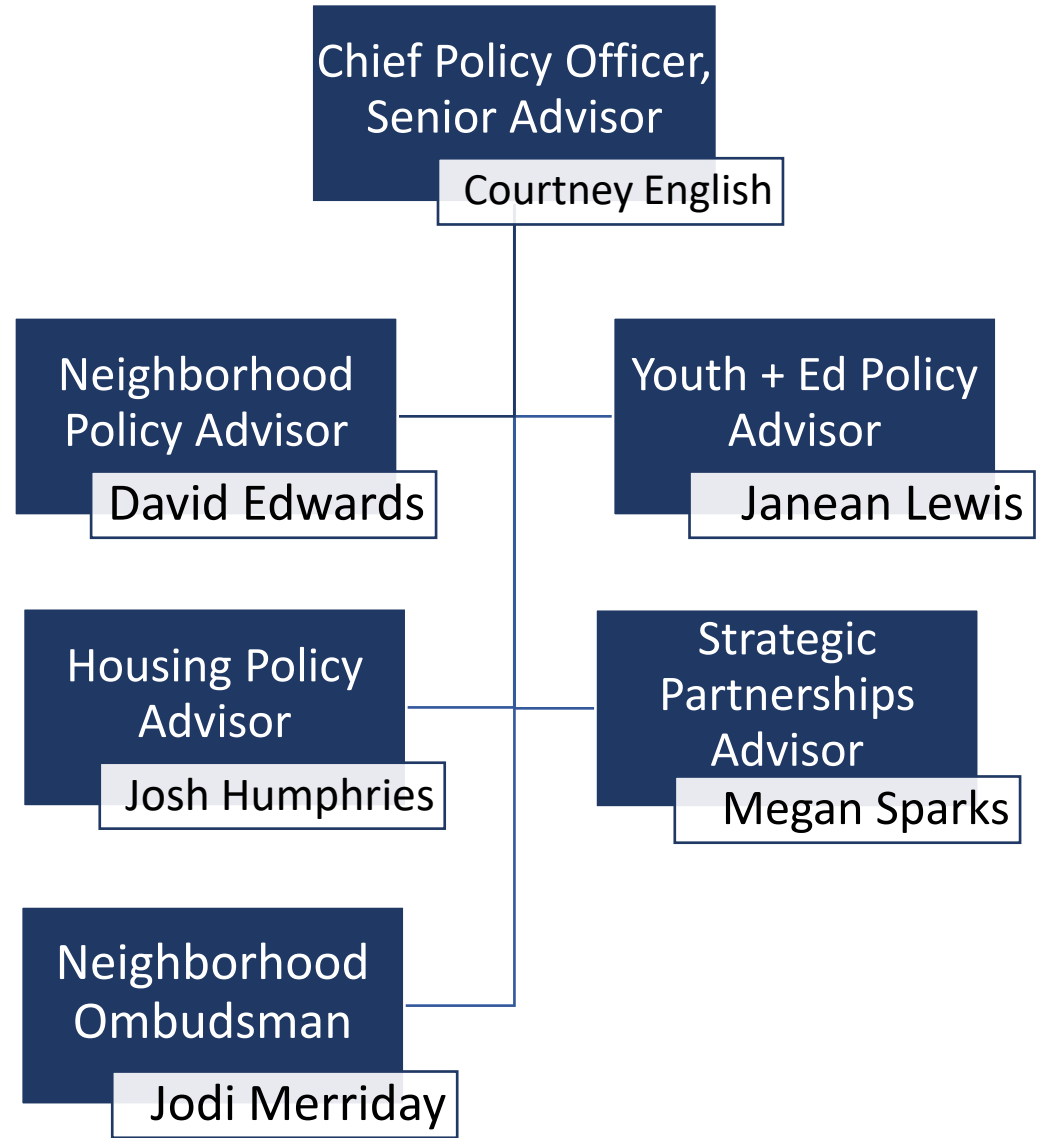 Chief Policy Officer,
Senior Advisor
Courtney English
Neighborhood
Policy Advisor
David Edwards
Youth + Ed Policy
Advisor
Janean Lewis
Housing Policy
Advisor
Josh Humphries
Strategic
Partnerships
Advisor
Megan Sparks
Neighborhood
Ombudsman
Jodi Merriday